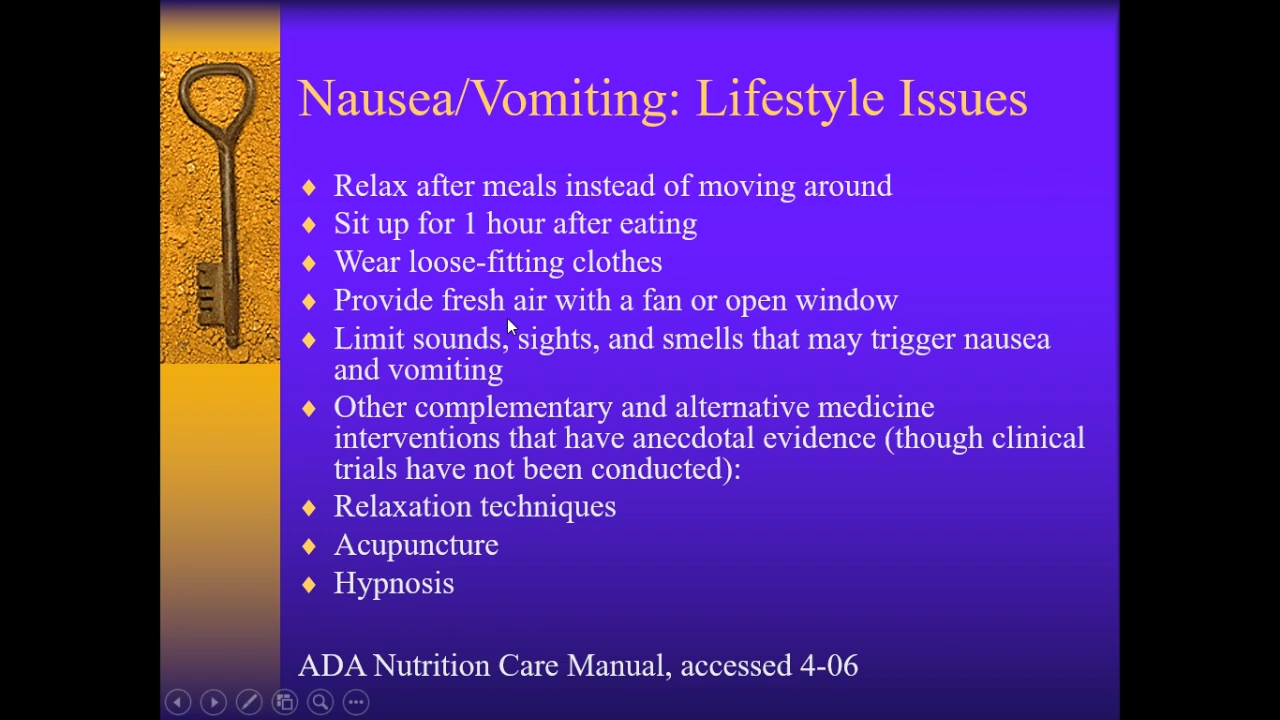 Nausea/Vomiting: Lifestyle Issues
Relax after meals instead of moving around
Sit up for 1 hour after eating
Wear loose-fitting clothes
Provide fresh air with a fan or open window
Limit sounds, sights, and smells that may trigger nausea
and vomiting
Other complementary and alternative medicine
interventions that have anecdotal evidence (though clinical
trials have not been conducted):
Relaxation techniques
Acupuncture
Hypnosis
ADA Nutrition Care Manual, accessed 4-06